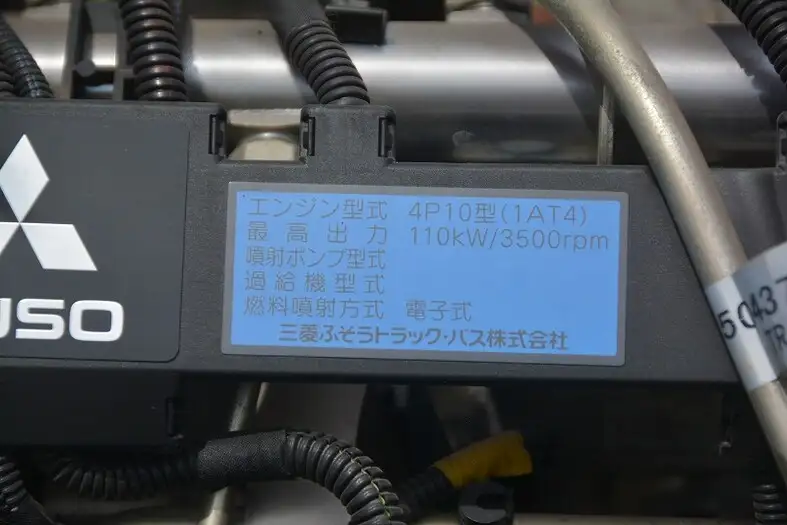 エンジン型式 4P10型(1AT4)
最高出力 110kW/3500rpm
噴射ポンプ型式
過給機型式
燃料噴射方式 電子式
三菱ふそうトラック・バス株式会社
USO
5043
TR